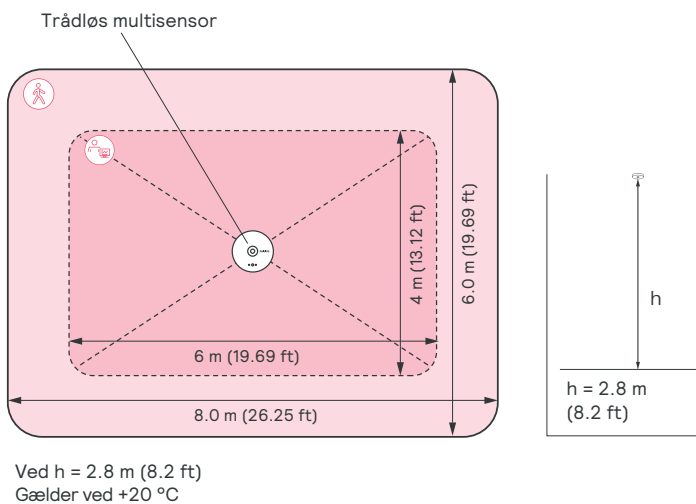 Trådløs multisensor
4 m (13.12 ft)
6.0 m (19.69 ft)
6 m (19.69 ft)
8.0 m (26.25 ft)
h
h = 2.8 m
(8.2 ft)
Ved h = 2.8 m (8.2 ft)
Gælder ved +20 °C